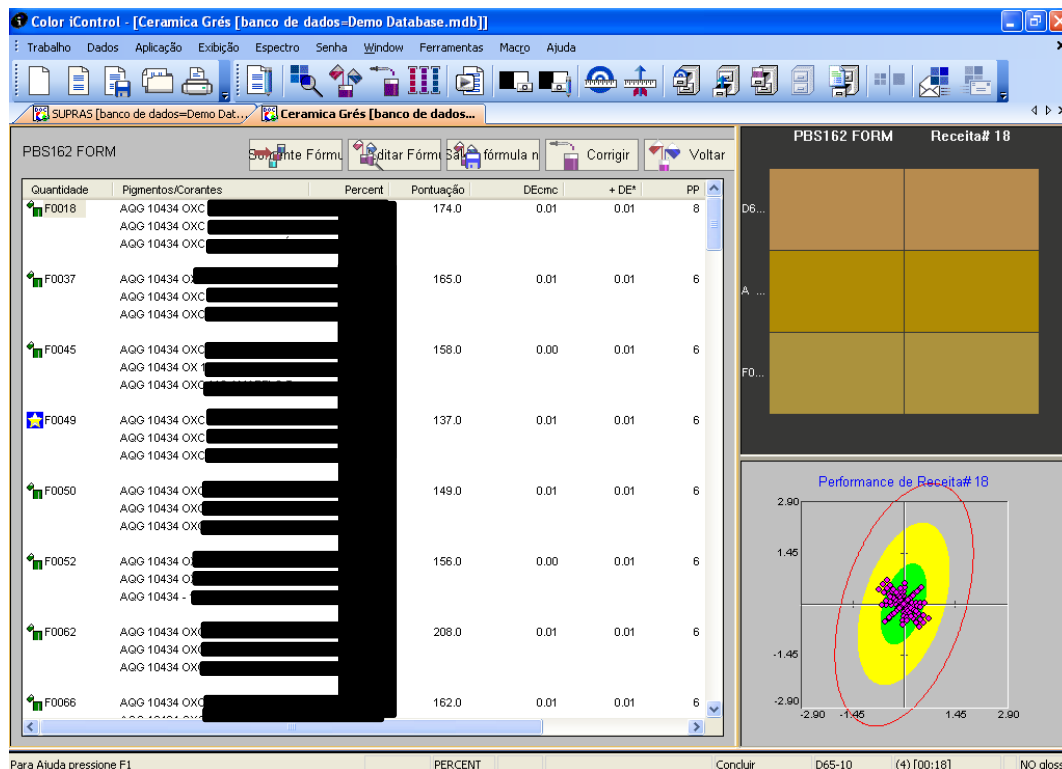 Color iControl - [Ceramica Grés [banco de dados=Demo Database.mdb]]
Trabalho Dados Aplicação Exibição Espectro Senha Window Ferramentas Macro Ajuda
SUPRAS [banco de dados=Demo Dat... Ceramica Grés [banco de dados...
PBS162 FORM
Fórmu Editar Fórmu fórmula n Corrigir Voltar
Quantidade Pigmentos/Corantes Percent Pontuação DEcmc + DE* PP
F0018 AQG 10434 OXC 174.0 0.01 0.01 8
AQG 10434 OXC
AQG 10434 OXC
F0037 AQG 10434 165.0 0.01 0.01 6
AQG 10434 OXC
AQG 10434 OXC
F0045 AQG 10434 OXC 158.0 0.00 0.01 6
AQG 10434 OX 1
AQG 10434 OXC
F0049 AQG 10434 OXC 137.0 0.01 0.01 6
AQG 10434 OXC
AQG 10434 OXC
F0050 AQG 10434 OX 149.0 0.01 0.01 6
AQG 10434 OX
AQG 10434 OX
F0052 AQG 10434 156.0 0.00 0.01 6
AQG 10434
AQG 10434 -
F0062 AQG 10434 OX 208.0 0.01 0.01 6
AQG 10434 OX
AQG 10434 OX
F0066 AQG 10434 OXC 162.0 0.01 0.01 6
PBS162 FORM Receita# 18
D6...
A ...
F0...
Performance de Receita# 18
2.90
1.45
-1.45
-2.90
-2.90 -1.45 1.45 2.90
Para Ajuda pressione F1 PERCENT Concluir D65-10 (4) [00:18] NO glos